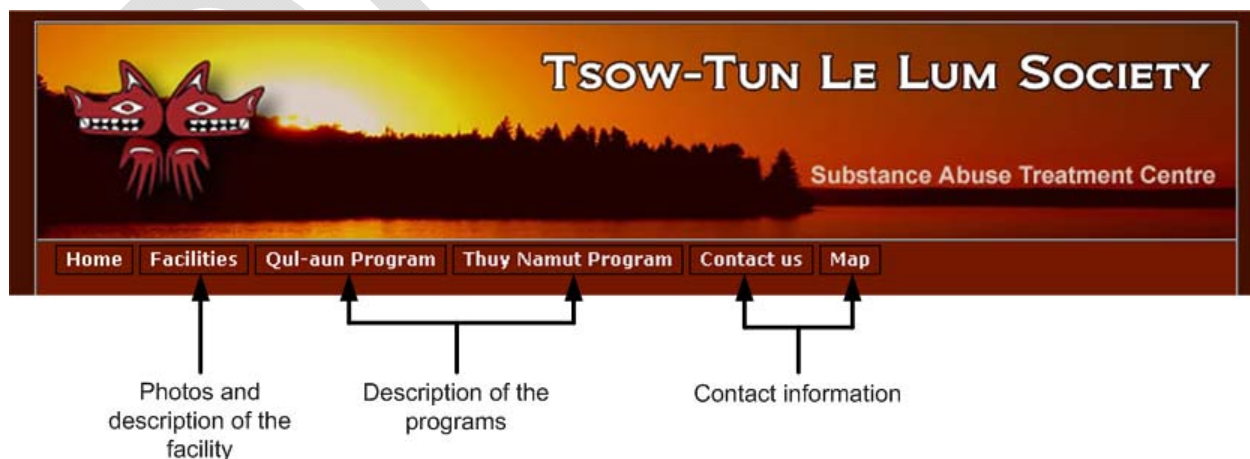 TSOW-TUN LE LUM SOCIETY
Substance Abuse Treatment Centre
Home Facilities Qul-aun Program Thuy Namut Program Contact us Map
Photos and
description of the
facility
Description of the
programs
Contact information